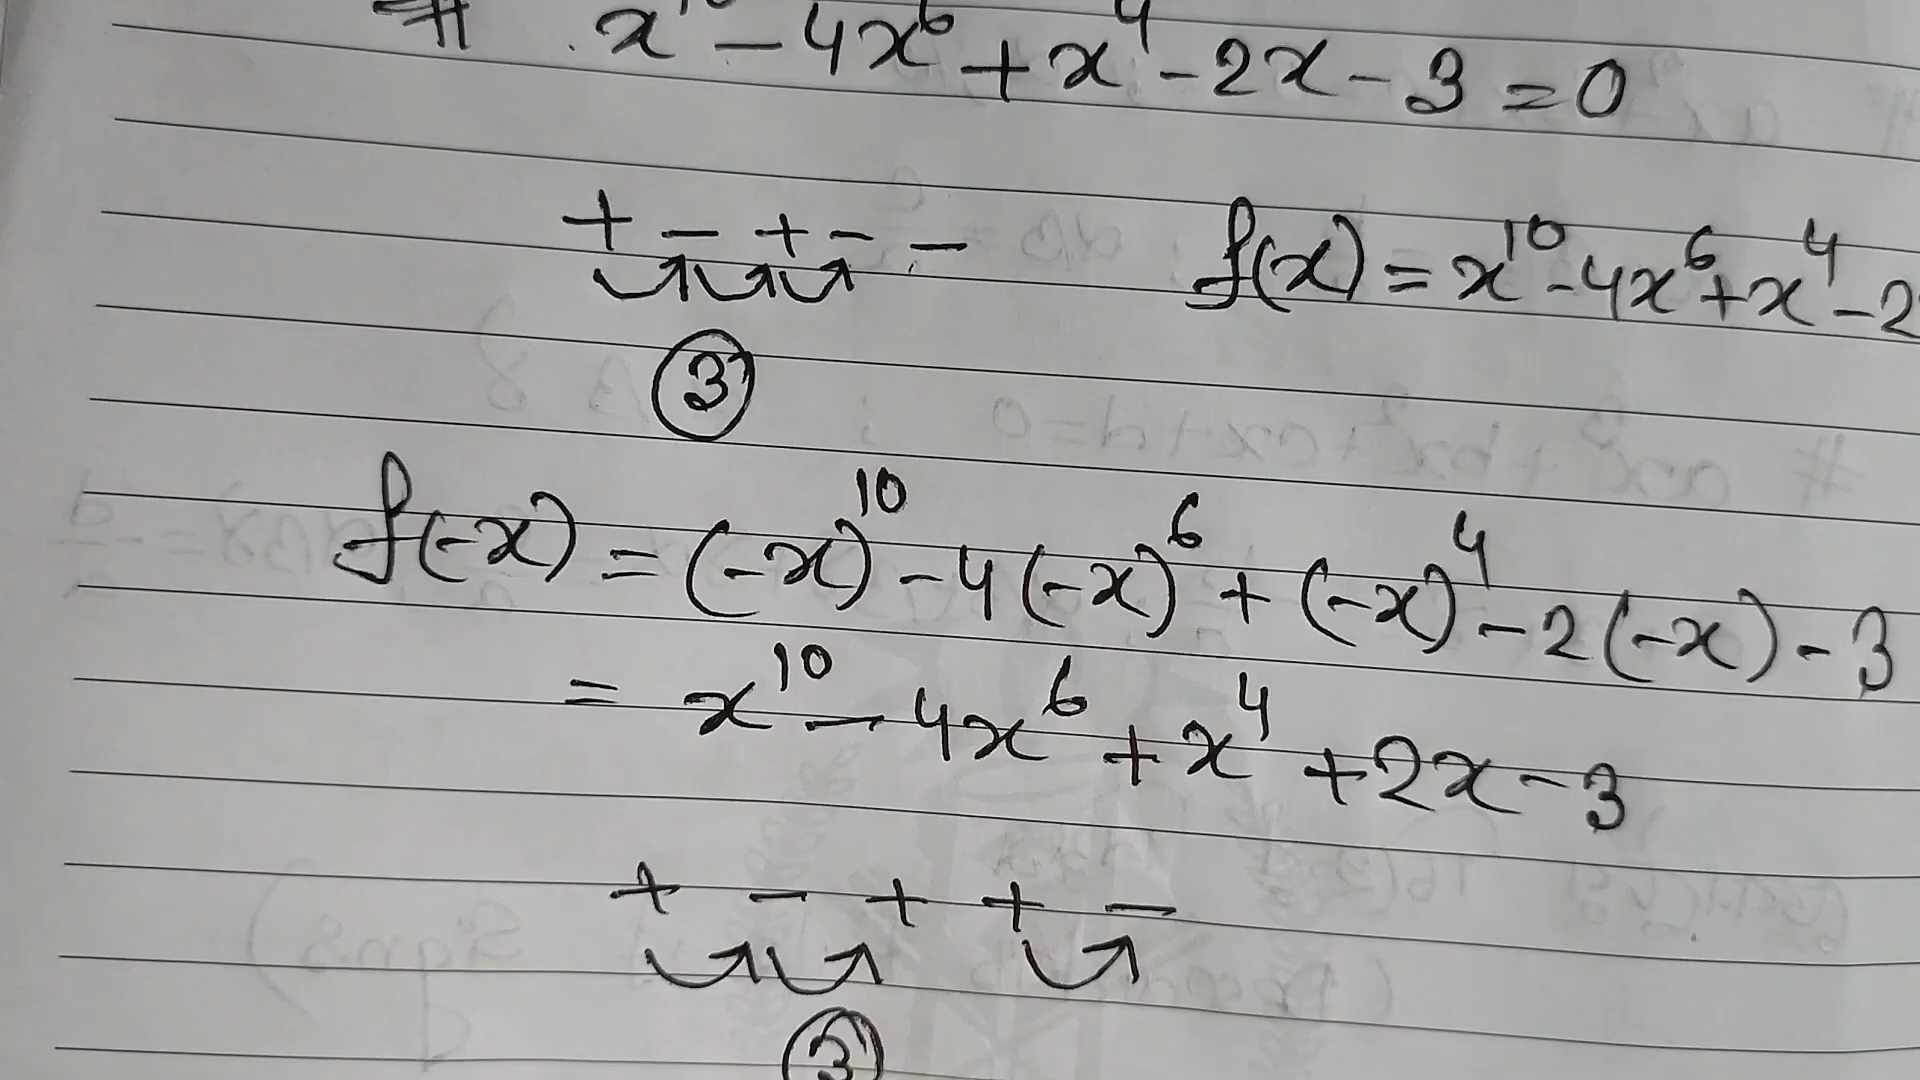 # x¹⁰ - 4x⁶ + x⁴ - 2x - 3 = 0
+ - + - -
f(x) = x¹⁰ - 4x⁶ + x⁴ - 2
3
f(-x) = (-x)¹⁰ - 4(-x)⁶ + (-x)⁴ - 2(-x) - 3
= x¹⁰ - 4x⁶ + x⁴ + 2x - 3
+ - + + -
3